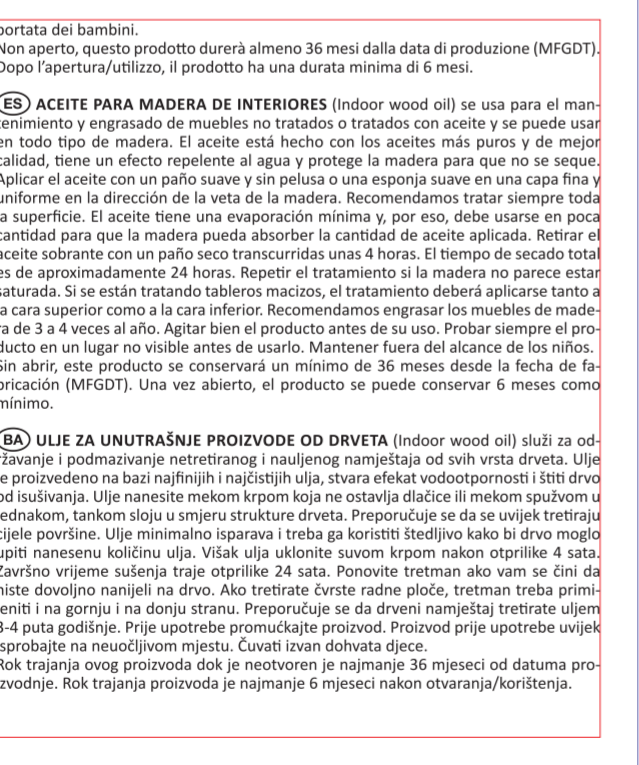 portata dei bambini.
Non aperto, questo prodotto durerà almeno 36 mesi dalla data di produzione (MFGDT).
Dopo l'apertura/utilizzo, il prodotto ha una durata minima di 6 mesi.
ES ACEITE PARA MADERA DE INTERIORES (Indoor wood oil) se usa para el man-
tenimiento y engrasado de muebles no tratados o tratados con aceite y se puede usar
en todo tipo de madera. El aceite está hecho con los aceites más puros y de mejor
calidad, tiene un efecto repelente al agua y protege la madera para que no se seque.
Aplicar el aceite con un paño suave y sin pelusa o una esponja suave en una capa fina y
uniforme en la dirección de la veta de la madera. Recomendamos tratar siempre toda
a superficie. El aceite tiene una evaporación mínima y, por eso, debe usarse en poca
cantidad para que la madera pueda absorber la cantidad de aceite aplicada. Retirar el
aceite sobrante con un paño seco transcurridas unas 4 horas. El tiempo de secado total
es de aproximadamente 24 horas. Repetir el tratamiento si la madera no parece estar
saturada. Si se están tratando tableros macizos, el tratamiento deberá aplicarse tanto a
a cara superior como a la cara inferior. Recomendamos engrasar los muebles de made-
ra de 3 a 4 veces al año. Agitar bien el producto antes de su uso. Probar siempre el pro-
ducto en un lugar no visible antes de usarlo. Mantener fuera del alcance de los niños.
Sin abrir, este producto se conservará un mínimo de 36 meses desde la fecha de fa-
bricación (MFGDT). Una vez abierto, el producto se puede conservar 6 meses como
mínimo.
BA ULJE ZA UNUTRAŠNJE PROIZVODE OD DRVETA (Indoor wood oil) služi za od-
ržavanje i podmazivanje netretiranog i nauljenog namještaja od svih vrsta drveta. Ulje
e proizvedeno na bazi najfinijih i najčistijih ulja, stvara efekat vodootpornosti i štiti drvo
od isušivanja. Ulje nanesite mekom krpom koja ne ostavlja dlačice ili mekom spužvom u
ednakom, tankom sloju u smjeru strukture drveta. Preporučuje se da se uvijek tretiraju
cijele površine. Ulje minimalno isparava i treba ga koristiti štedljivo kako bi drvo moglo
upiti nanesenu količinu ulja. Višak ulja uklonite suvom krpom nakon otprilike 4 sata.
Završno vrijeme sušenja traje otprilike 24 sata. Ponovite tretman ako vam se čini da
niste dovoljno nanijeli na drvo. Ako tretirate čvrste radne ploče, tretman treba primi-
eniti i na gornju i na donju stranu. Preporučuje se da drveni namještaj tretirate uljem
3-4 puta godišnje. Prije upotrebe promućkajte proizvod. Proizvod prije upotrebe uvijek
sprobajte na neuočljivom mjestu. Čuvati izvan dohvata djece.
Rok trajanja ovog proizvoda dok je neotvoren je najmanje 36 mjeseci od datuma pro-
zvodnje. Rok trajanja proizvoda je najmanje 6 mjeseci nakon otvaranja/korištenja.